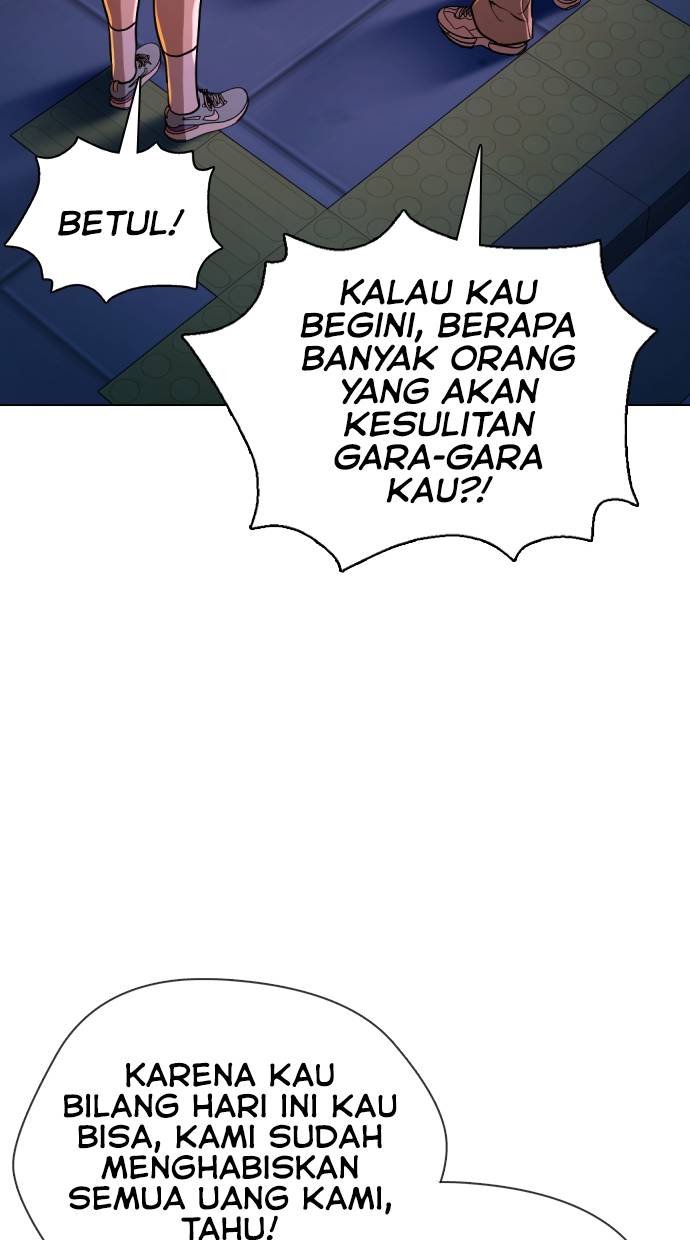 BETUL!
KALAU KAU
BEGINI, BERAPA
BANYAK ORANG
YANG AKAN
KESULITAN
GARA-GARA
KAU?!
KARENA KAU
BILANG HARI INI KAU
BISA, KAMI SUDAH
MENGHABISKAN
SEMUA UANG KAMI,
TAHU!